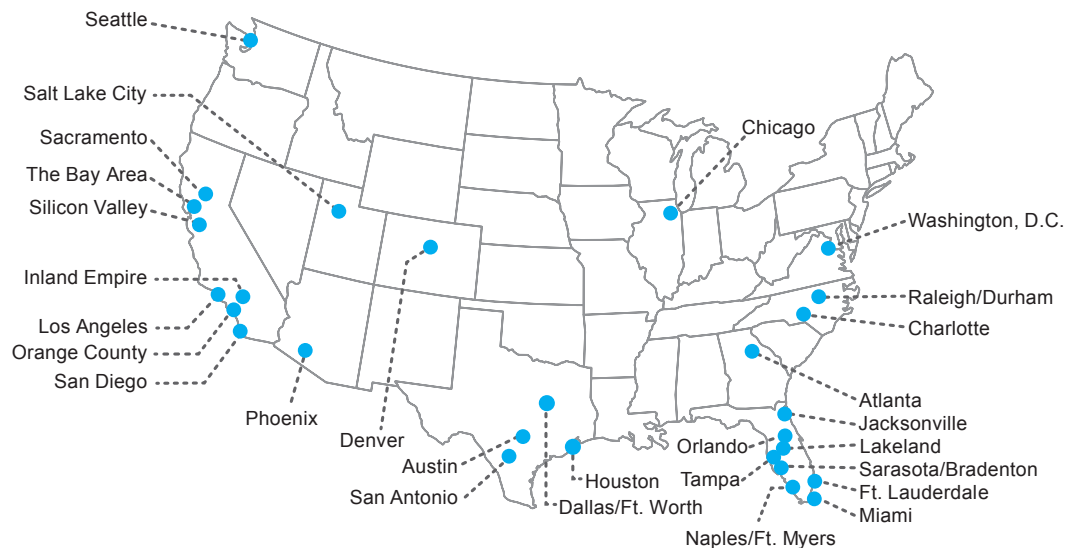 Seattle
Salt Lake City
Sacramento
The Bay Area
Silicon Valley
Inland Empire
Los Angeles
Orange County
San Diego
Phoenix
Denver
Austin
San Antonio
Houston
Dallas/Ft. Worth
Chicago
Washington, D.C.
Raleigh/Durham
Charlotte
Atlanta
Jacksonville
Orlando
Lakeland
Tampa
Sarasota/Bradenton
Ft. Lauderdale
Miami
Naples/Ft. Myers